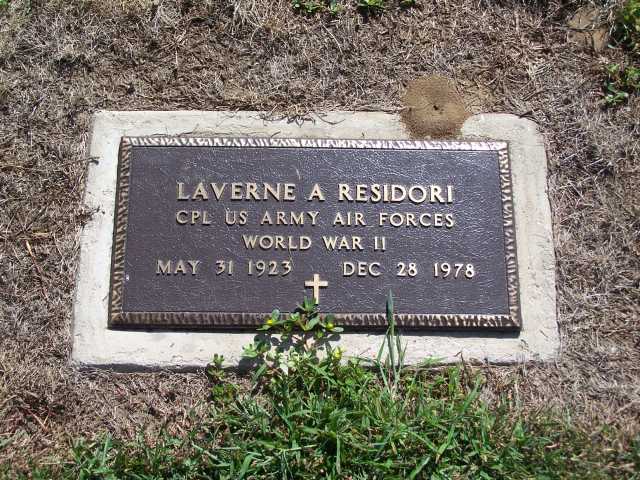 LAVERNE A RESIDORI
CPL US ARMY AIR FORCES
WORLD WAR II
MAY 31 1923 DEC 28 1978